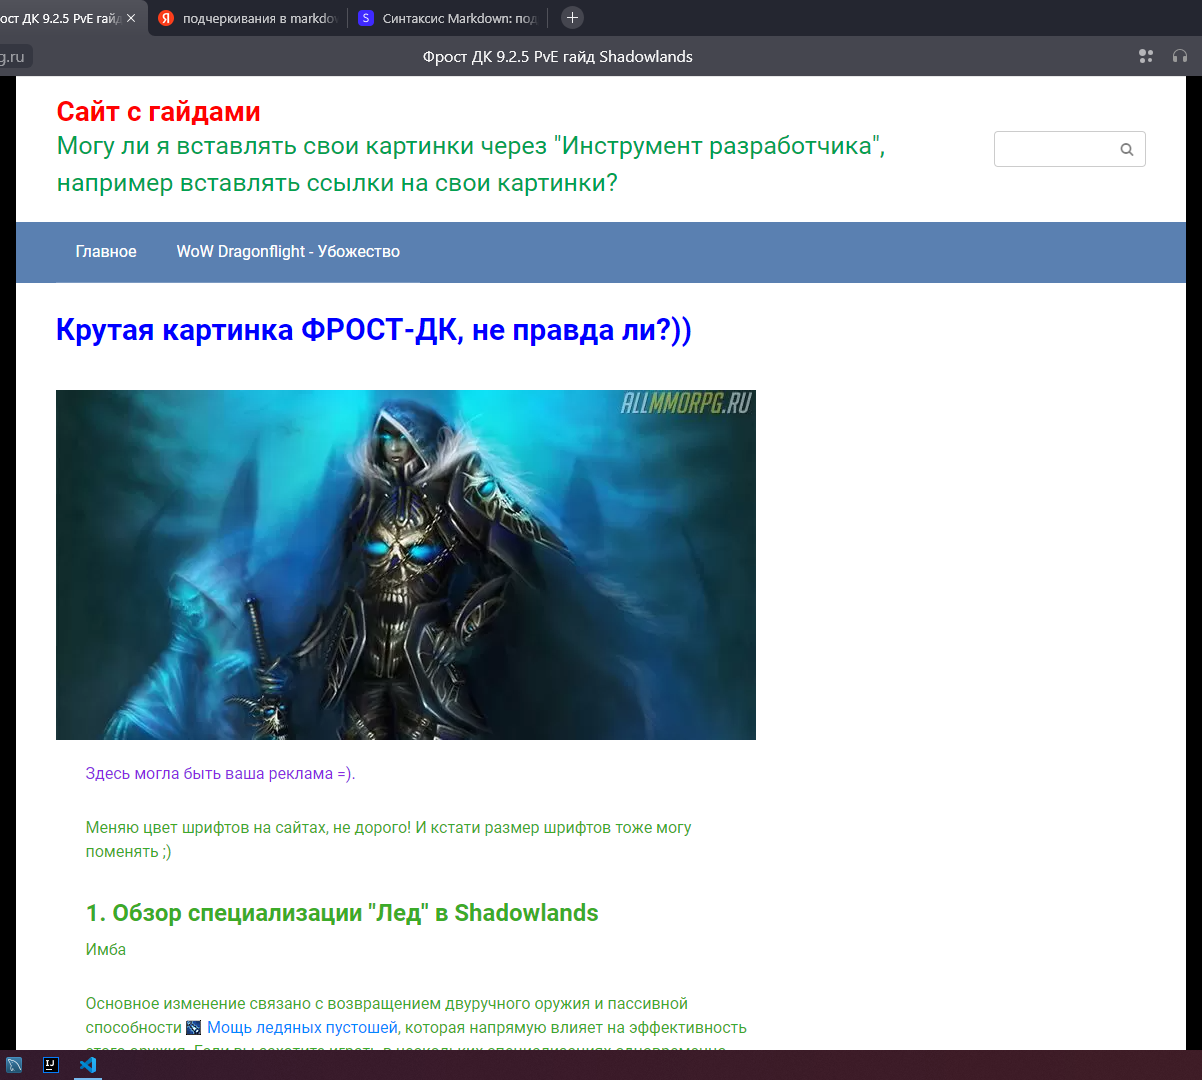 ост ДК 9.2.5 PvE гайд
подчеркивания в markdo
Синтаксис Markdown: под
g.ru
Фрост ДК 9.2.5 PvE гайд Shadowlands
Сайт с гайдами
Могу ли я вставлять свои картинки через "Инструмент разработчика",
например вставлять ссылки на свои картинки?
Главное
WoW Dragonflight - Убожество
Крутая картинка ФРОСТ-ДК, не правда ли?))
ALLMMORPG.RU
Здесь могла быть ваша реклама =).
Меняю цвет шрифтов на сайтах, не дорого! И кстати размер шрифтов тоже могу
поменять ;)
1. Обзор специализации "Лед" в Shadowlands
Имба
Основное изменение связано с возвращением двуручного оружия и пассивной
способности Мощь ледяных пустошей, которая напрямую влияет на эффективность